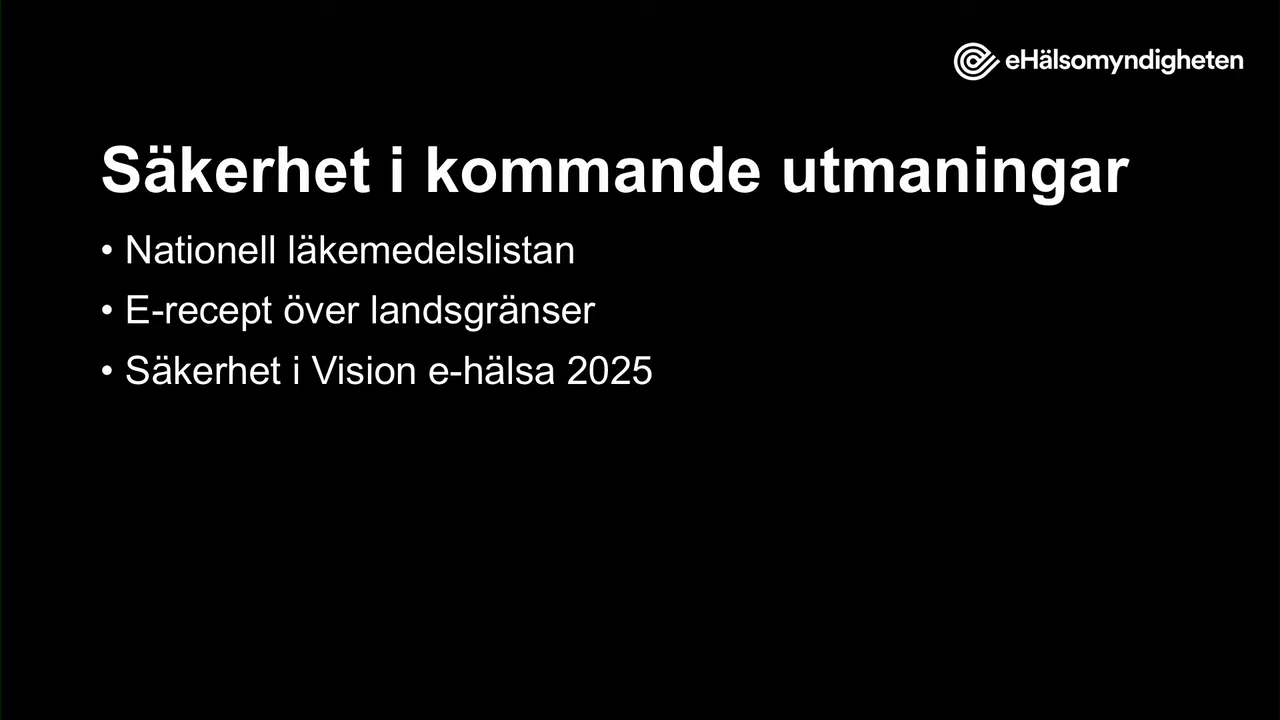 eHälsomyndigheten
Säkerhet i kommande utmaningar
• Nationell läkemedelslistan
• E-recept över landsgränser
• Säkerhet i Vision e-hälsa 2025